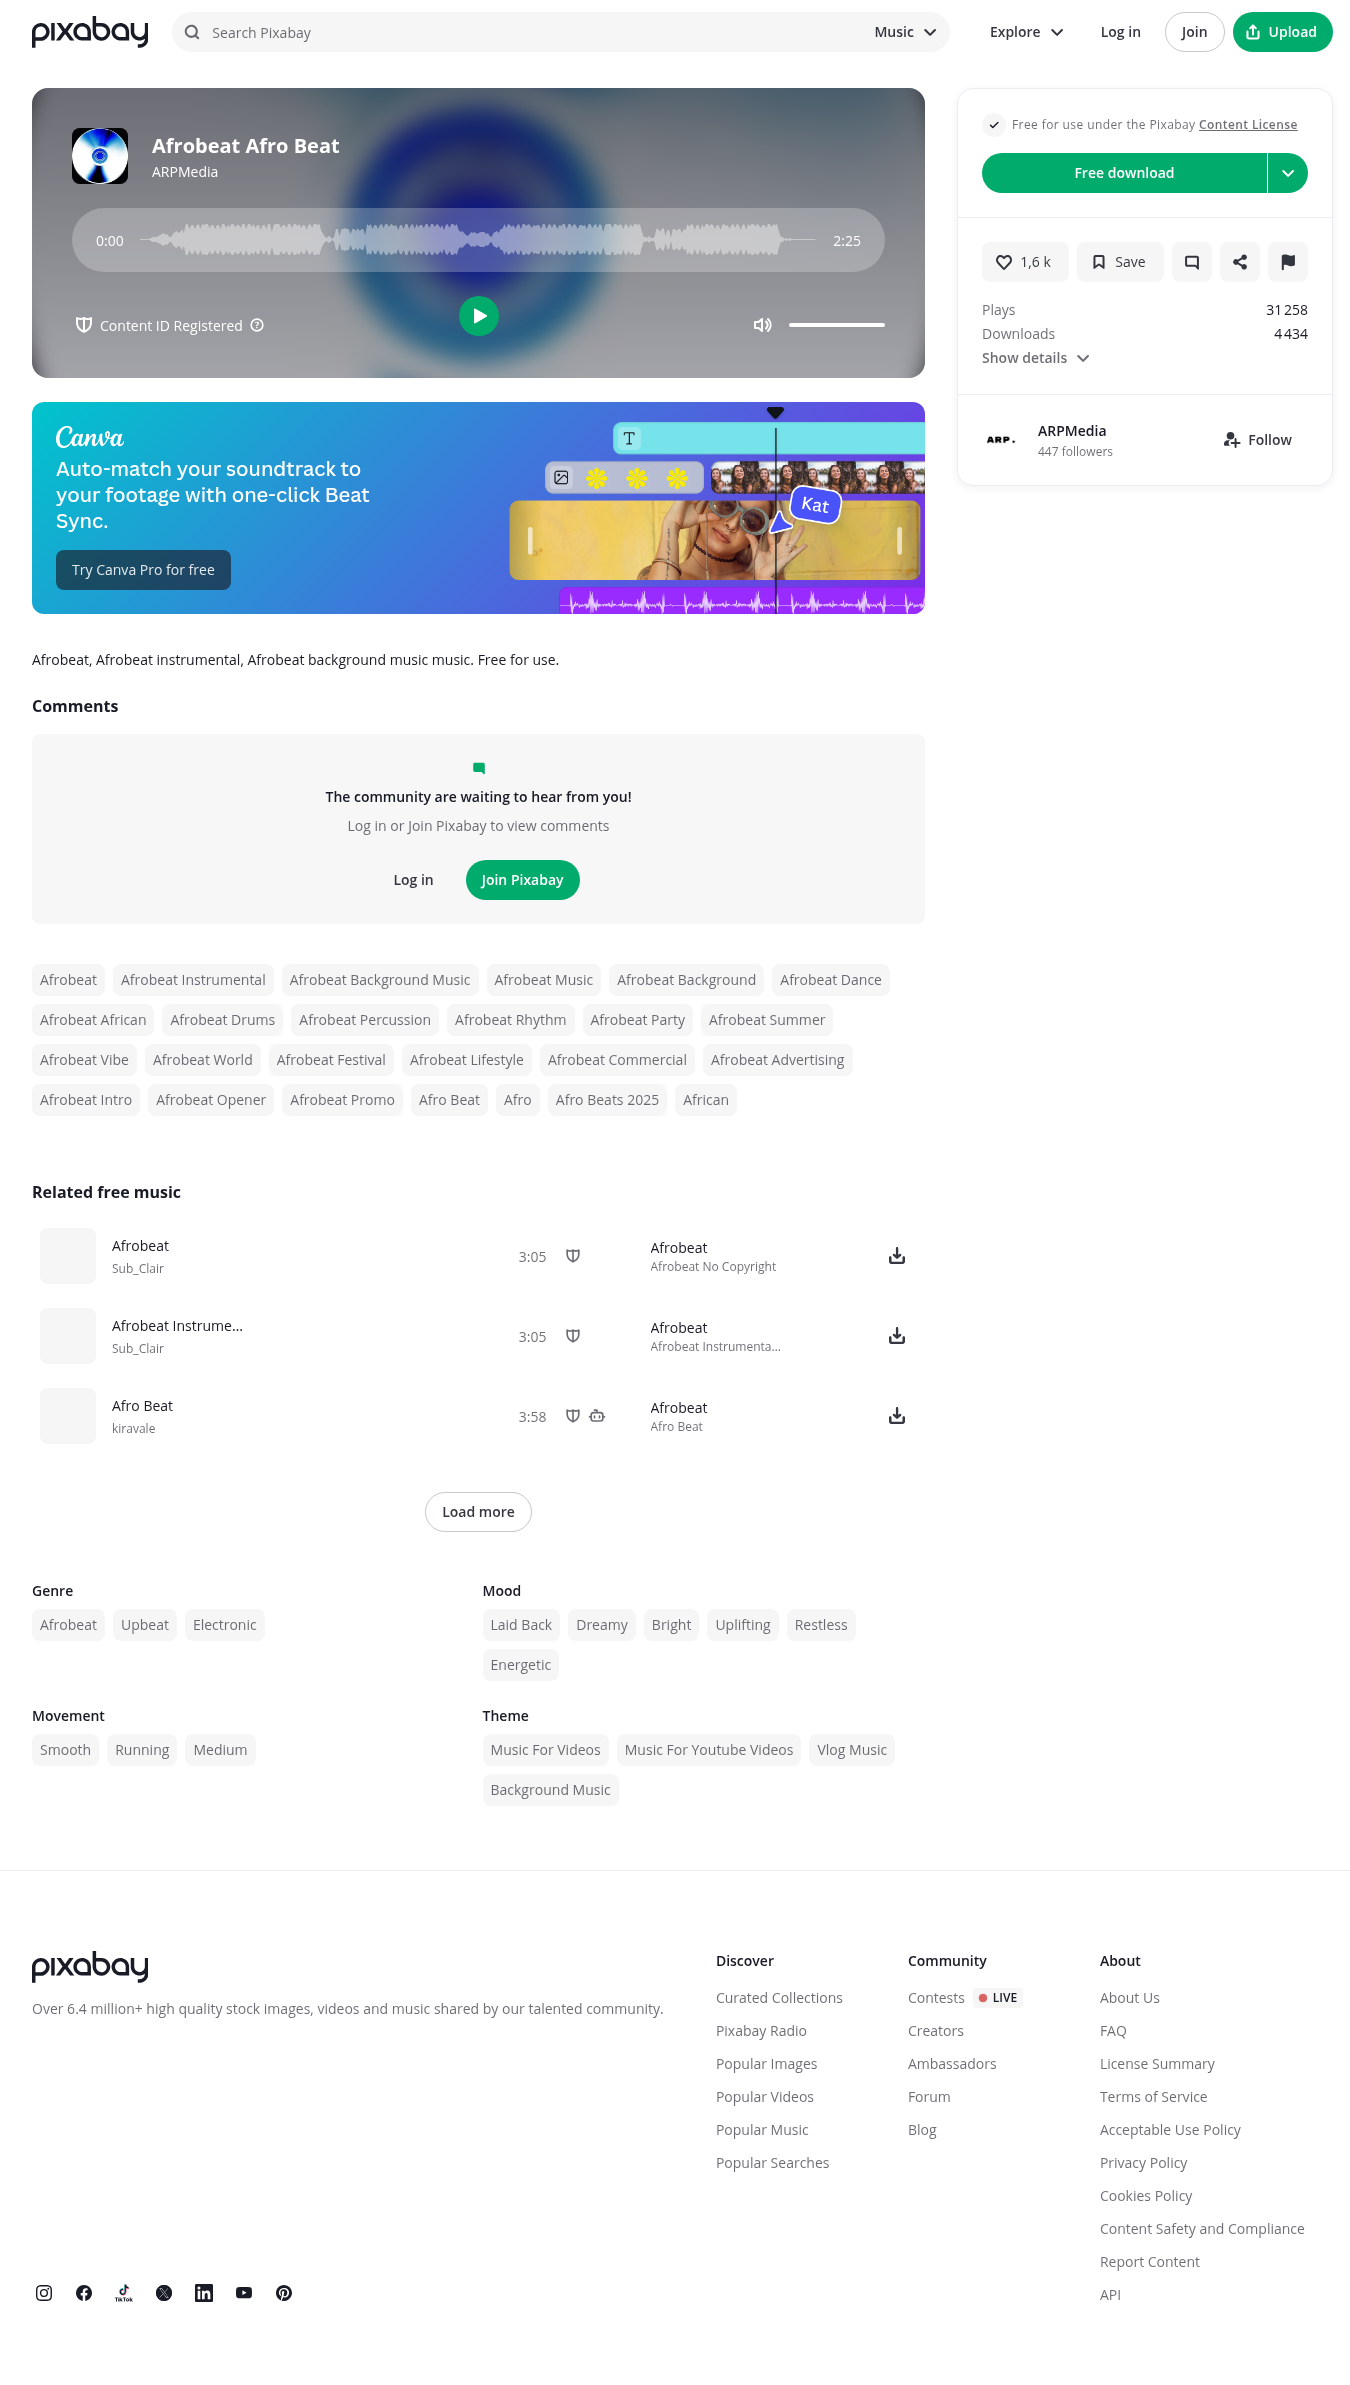 pixabay
Search Pixabay
Music
Explore
Log in
Join
Upload
Afrobeat Afro Beat
ARPMedia
0:00
2:25
Content ID Registered
Free for use under the Pixabay Content License
Free download
1,6 k
Save
Plays
31 258
Downloads
4 434
Show details
ARP.
ARPMedia
447 followers
Follow
Canva
Auto-match your soundtrack to
your footage with one-click Beat
Sync.
Try Canva Pro for free
T
Kat
Afrobeat, Afrobeat instrumental, Afrobeat background music music. Free for use.
Comments
The community are waiting to hear from you!
Log in or Join Pixabay to view comments
Log in
Join Pixabay
Afrobeat Afrobeat Instrumental Afrobeat Background Music Afrobeat Music Afrobeat Background Afrobeat Dance
Afrobeat African Afrobeat Drums Afrobeat Percussion Afrobeat Rhythm Afrobeat Party Afrobeat Summer
Afrobeat Vibe Afrobeat World Afrobeat Festival Afrobeat Lifestyle Afrobeat Commercial Afrobeat Advertising
Afrobeat Intro Afrobeat Opener Afrobeat Promo Afro Beat Afro Afro Beats 2025 African
Related free music
Afrobeat
Sub_Clair
3:05
Afrobeat
Afrobeat No Copyright
Afrobeat Instrume...
Sub_Clair
3:05
Afrobeat
Afrobeat Instrumenta...
Afro Beat
kiravale
3:58
Afrobeat
Afro Beat
Load more
Genre
Afrobeat Upbeat Electronic
Mood
Laid Back Dreamy Bright Uplifting Restless
Energetic
Movement
Smooth Running Medium
Theme
Music For Videos Music For Youtube Videos Vlog Music
Background Music
pixabay
Over 6.4 million+ high quality stock images, videos and music shared by our talented community.
Discover
Curated Collections
Pixabay Radio
Popular Images
Popular Videos
Popular Music
Popular Searches
Community
Contests LIVE
Creators
Ambassadors
Forum
Blog
About
About Us
FAQ
License Summary
Terms of Service
Acceptable Use Policy
Privacy Policy
Cookies Policy
Content Safety and Compliance
Report Content
API
TikTok